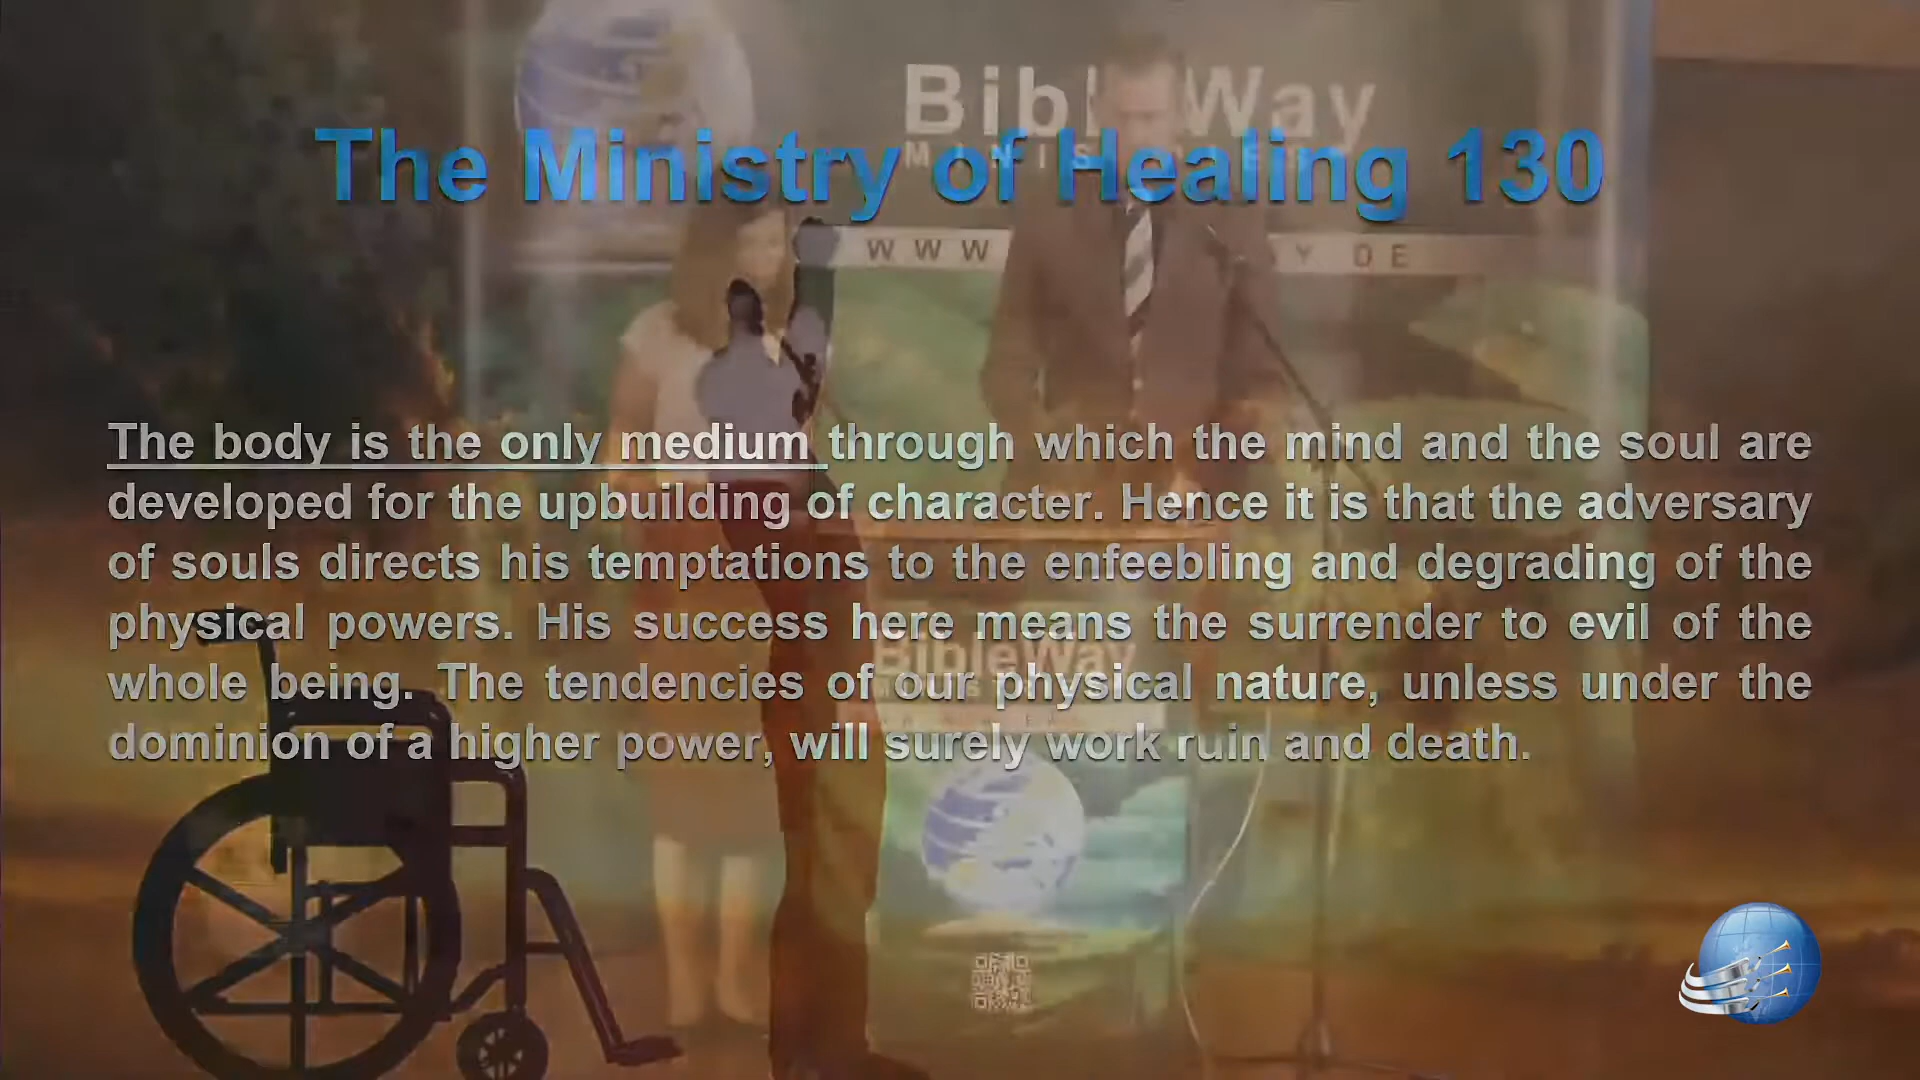 BibleWay
The Ministry of Healing 130
WWW
DE
The body is the only medium through which the mind and the soul are
developed for the upbuilding of character. Hence it is that the adversary
of souls directs his temptations to the enfeebling and degrading of the
physical powers. His success here means the surrender to evil of the
whole being. The tendencies of our physical nature, unless under the
dominion of a higher power, will surely work ruin and death.
BibleWay